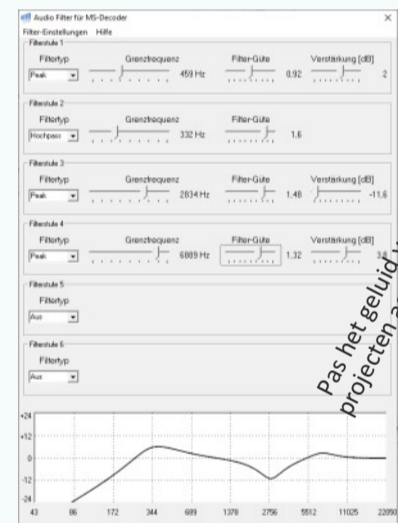 Audio Filter für MS-Decoder
Filter-Einstellungen Hilfe
Filterstufe 1
Filtertyp Grenzfrequenz Filter-Güte Verstärkung [dB]
Peak 459 Hz 0.92 2
Filterstufe 2
Filtertyp Grenzfrequenz Filter-Güte
Hochpass 332 Hz 1.6
Filterstufe 3
Filtertyp Grenzfrequenz Filter-Güte Verstärkung [dB]
Peak 2834 Hz 1.48 -11.6
Filterstufe 4
Filtertyp Grenzfrequenz Filter-Güte Verstärkung [dB]
Peak 6889 Hz 1.32
Filterstufe 5
Filtertyp
Aus
Filterstufe 6
Filtertyp
Aus
Pas het geluid
projecten
+24
+12
0
-12
-24
43 86 172 344 689 1378 2756 5512 11025 22050